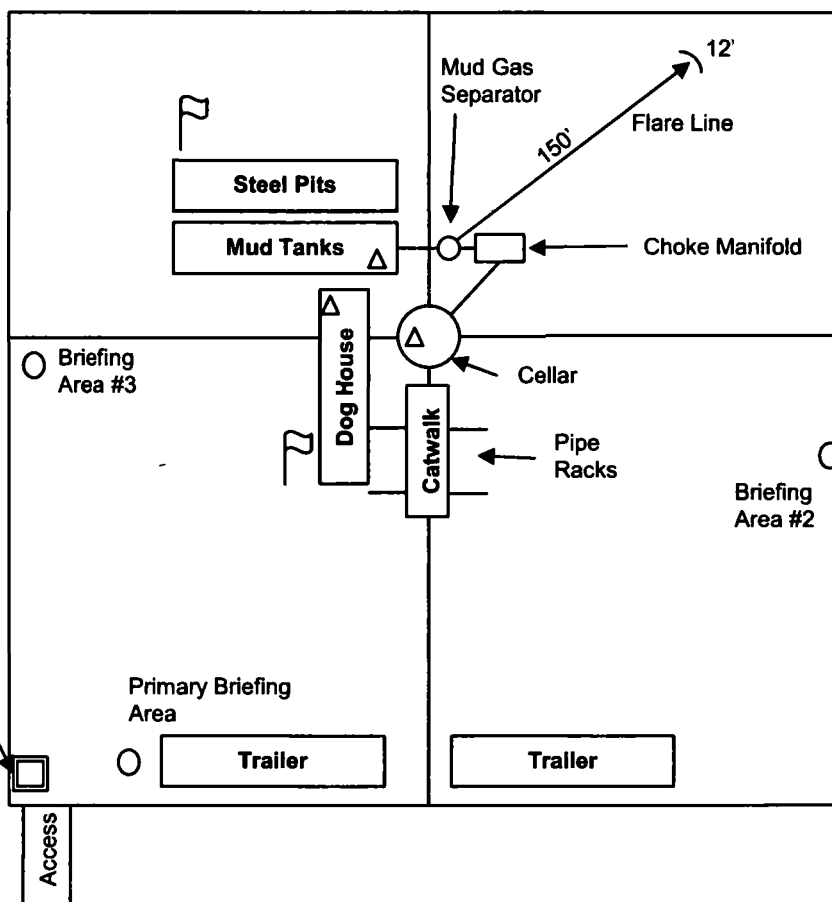 12'
Mud Gas
Separator
Flare Line
150'
Steel Pits
Mud Tanks
Choke Manifold
Briefing
Area #3
Dog House
Cellar
Catwalk
Pipe
Racks
Briefing
Area #2
Primary Briefing
Area
Trailer
Trailer
Access